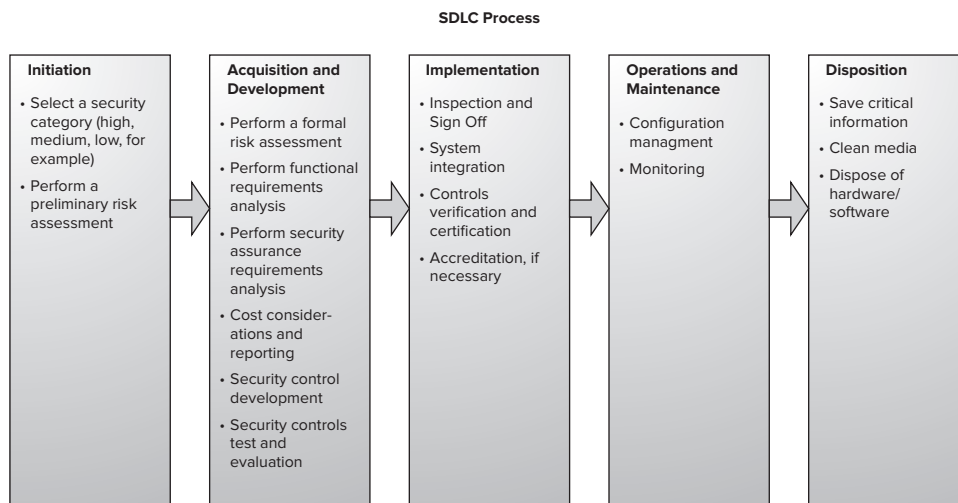 SDLC Process
Initiation
• Select a security
category (high,
medium, low, for
example)
• Perform a
preliminary risk
assessment
Acquisition and
Development
• Perform a formal
risk assessment
• Perform functional
requirements
analysis
• Perform security
assurance
requirements
analysis
• Cost consider-
ations and
reporting
• Security control
development
• Security controls
test and
evaluation
Implementation
• Inspection and
Sign Off
• System
integration
• Controls
verification and
certification
• Accreditation, if
necessary
Operations and
Maintenance
• Configuration
managment
• Monitoring
Disposition
• Save critical
information
• Clean media
• Dispose of
hardware/
software